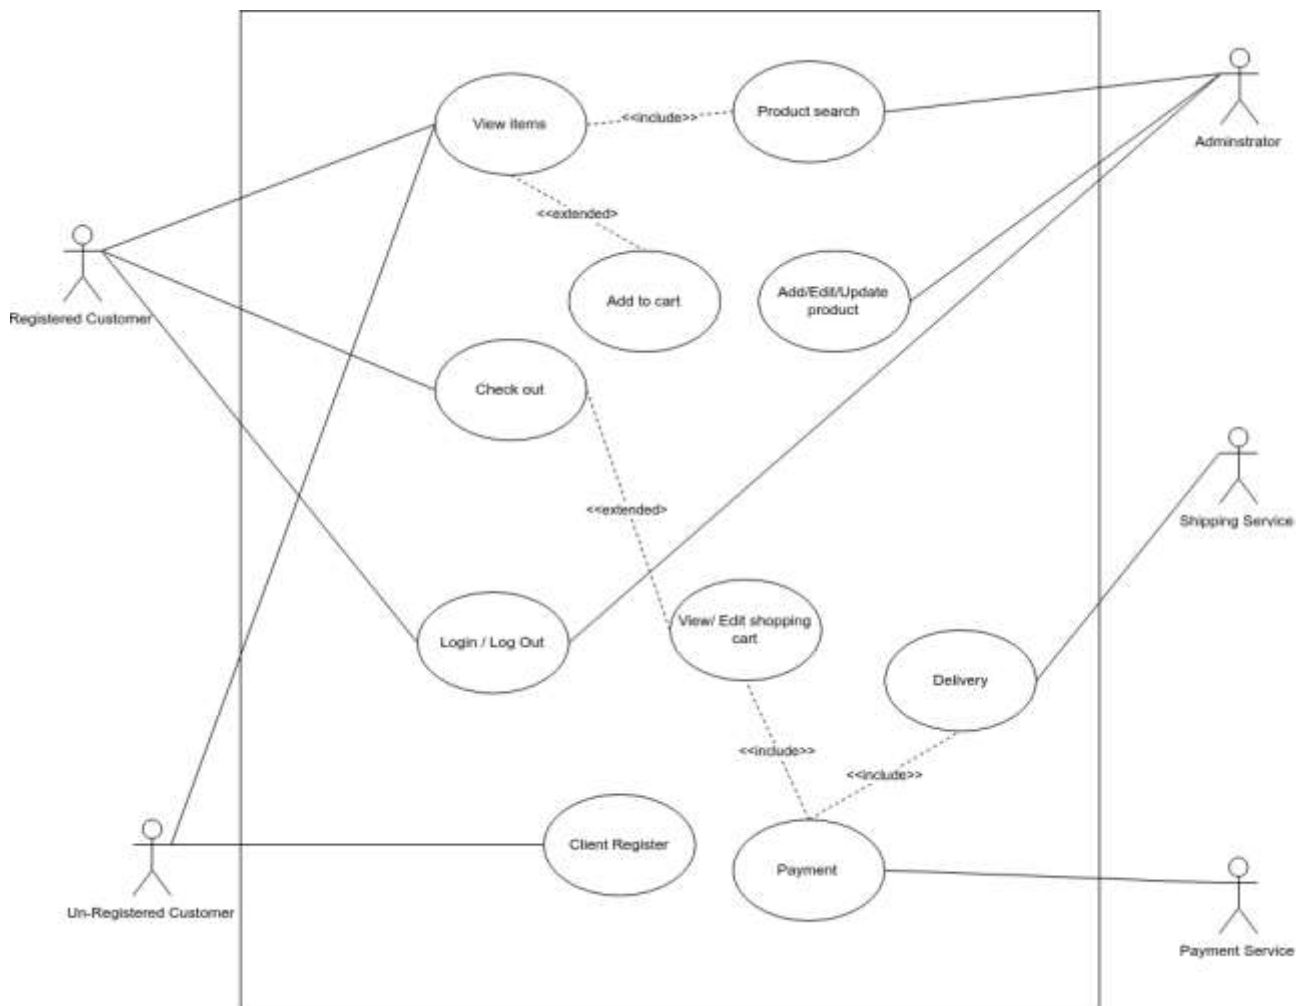 View items
<<include>>
Product search
Adminstrator
<<extended>
Registered Customer
Add to cart
Add/Edit/Update
product
Check out
<<extended>
Shipping Service
Login / Log Out
View/ Edit shopping
cart
Delivery
<<include>>
<<include>>
Client Register
Payment
Un-Registered Customer
Payment Service